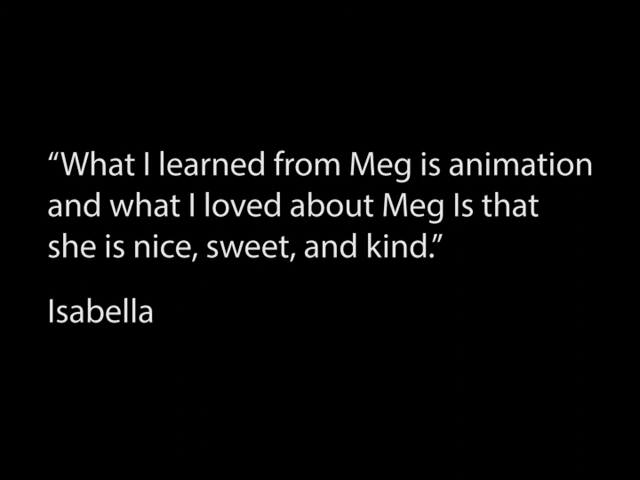 “What I learned from Meg is animation
and what I loved about Meg Is that
she is nice, sweet, and kind.”
Isabella